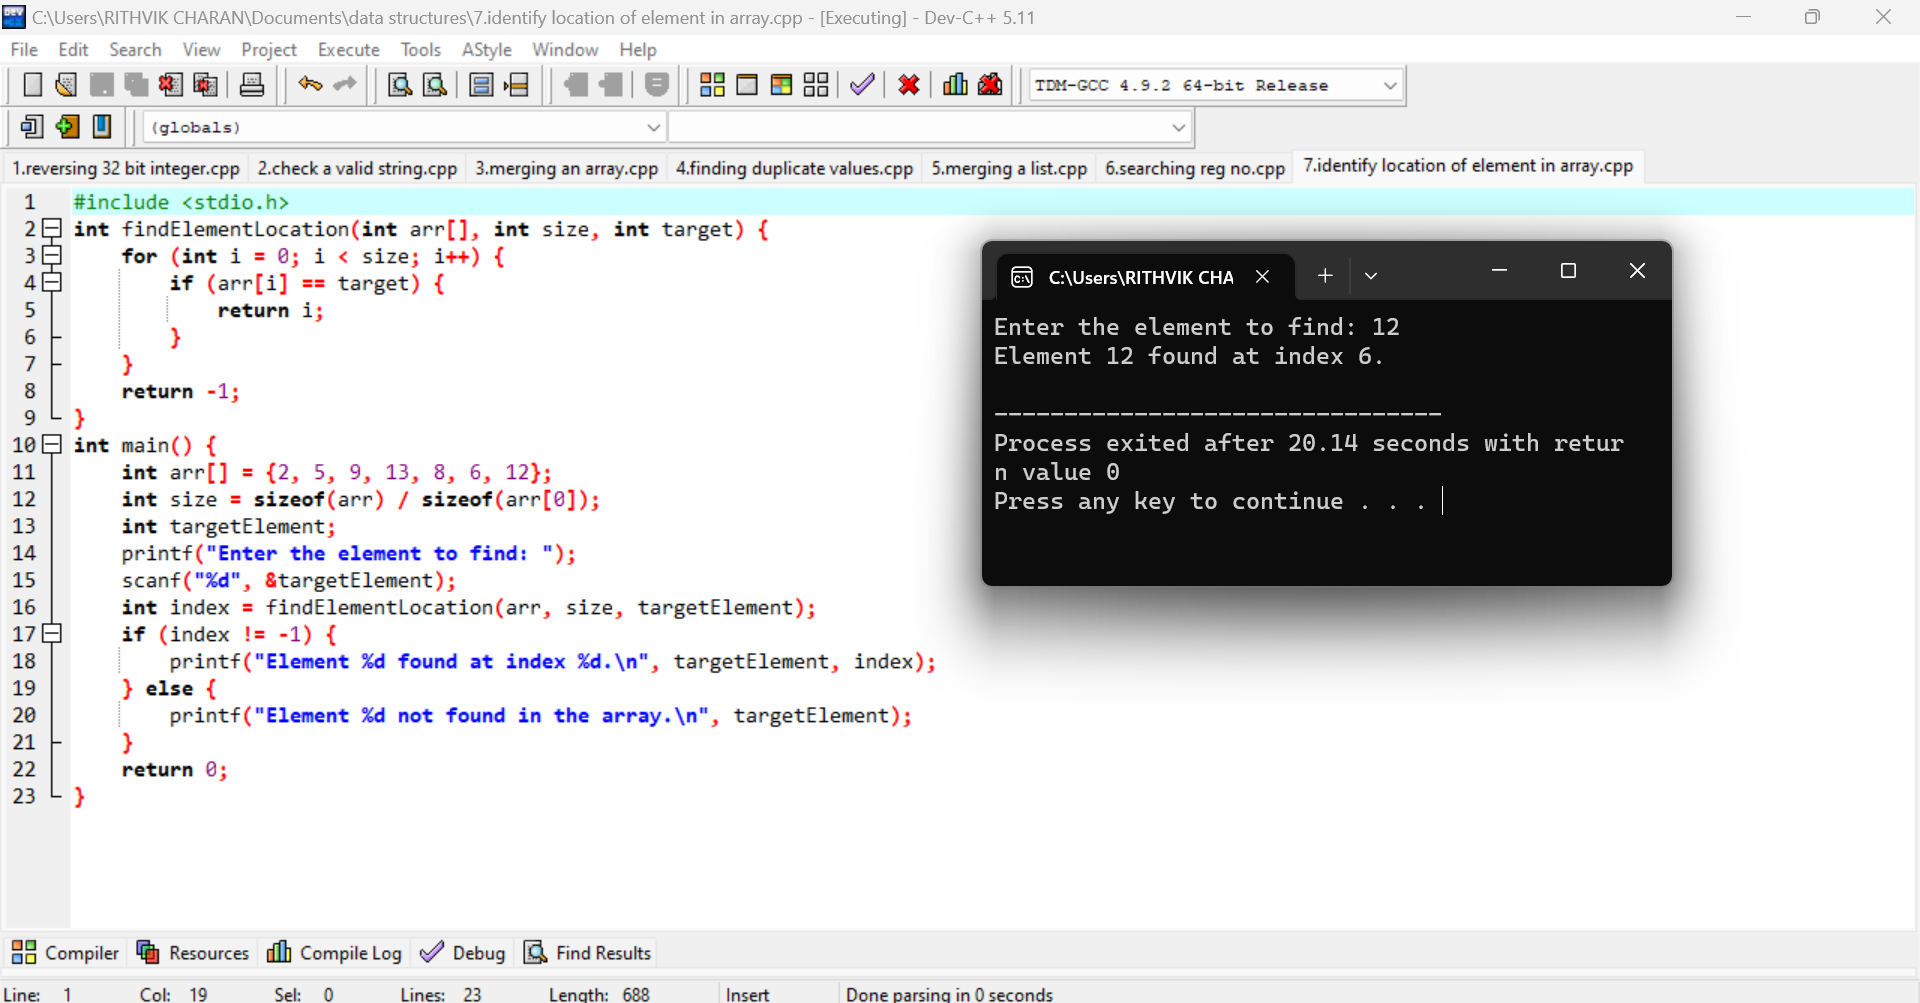 C:\Users\RITHVIK CHARAN\Documents\data structures\7.identify location of element in array.cpp - [Executing] - Dev-C++ 5.11
File Edit Search View Project Execute Tools AStyle Window Help
TDM-GCC 4.9.2 64-bit Release
(globals)
1.reversing 32 bit integer.cpp 2.check a valid string.cpp 3.merging an array.cpp 4.finding duplicate values.cpp 5.merging a list.cpp 6.searching reg no.cpp 7.identify location of element in array.cpp
1 #include <stdio.h>
2 int findElementLocation(int arr[], int size, int target) {
3     for (int i = 0; i < size; i++) {
4         if (arr[i] == target) {
5             return i;
6         }
7     }
8     return -1;
9 }
10 int main() {
11     int arr[] = {2, 5, 9, 13, 8, 6, 12};
12     int size = sizeof(arr) / sizeof(arr[0]);
13     int targetElement;
14     printf("Enter the element to find: ");
15     scanf("%d", &targetElement);
16     int index = findElementLocation(arr, size, targetElement);
17     if (index != -1) {
18         printf("Element %d found at index %d.\n", targetElement, index);
19     } else {
20         printf("Element %d not found in the array.\n", targetElement);
21     }
22     return 0;
23 }
C:\Users\RITHVIK CHA
Enter the element to find: 12
Element 12 found at index 6.
--------------------------------
Process exited after 20.14 seconds with retur
n value 0
Press any key to continue . . .
Compiler Resources Compile Log Debug Find Results
Line: 1 Col: 19 Sel: 0 Lines: 23 Length: 688 Insert Done parsing in 0 seconds